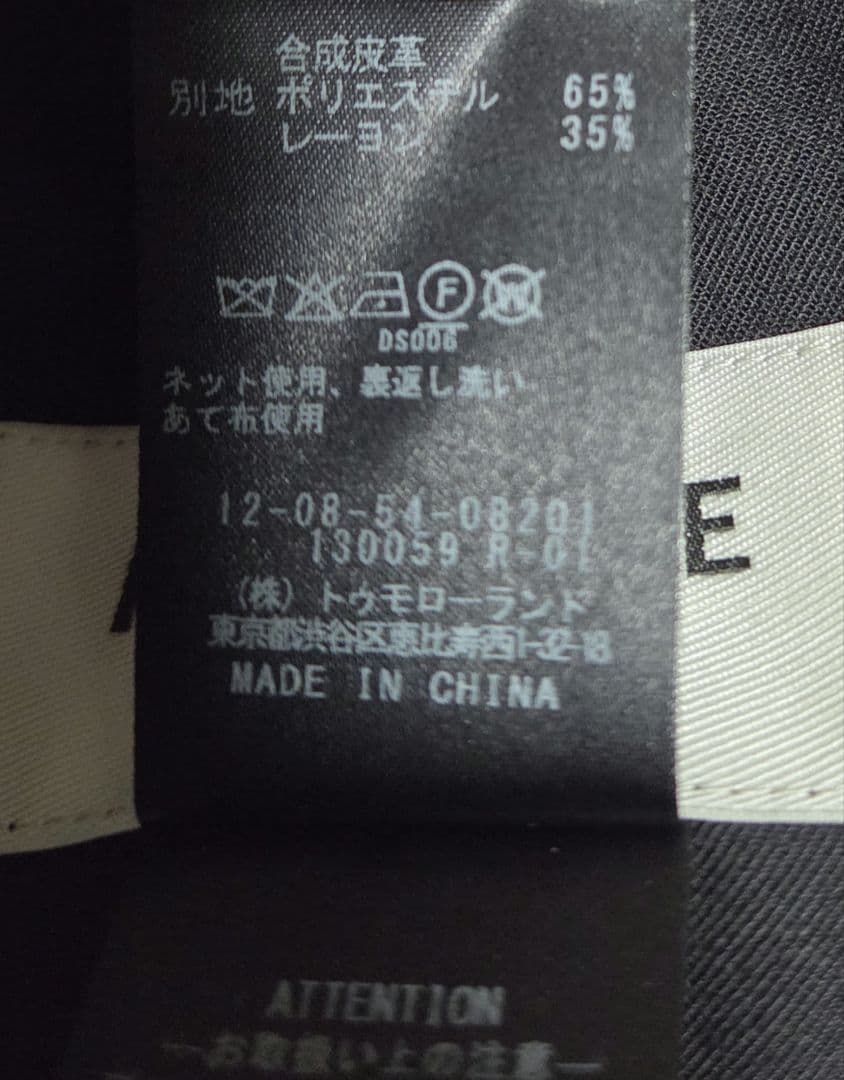 合成皮革
別地 ポリエステル 65%
レーヨン 35%
F W
DS006
ネット使用、裏返し洗い
あて布使用
12-08-54-08201
130059 R-01
(株)トゥモローランド
東京都渋谷区恵比寿西1-32-18
MADE IN CHINA
E
ATTENTION
—お取扱い上の注意—